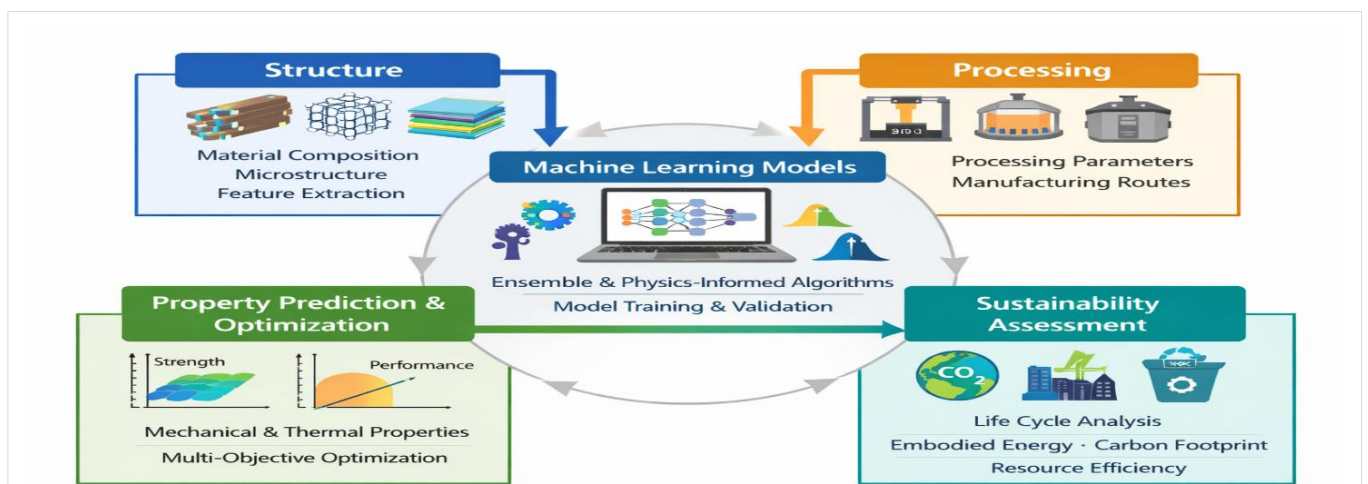 Structure
Material Composition
Microstructure
Feature Extraction
Processing
Processing Parameters
Manufacturing Routes
Machine Learning Models
Ensemble & Physics-Informed Algorithms
Model Training & Validation
Property Prediction &
Optimization
Strength
Performance
Mechanical & Thermal Properties
Multi-Objective Optimization
Sustainability
Assessment
CO2
Life Cycle Analysis
Embodied Energy · Carbon Footprint
Resource Efficiency